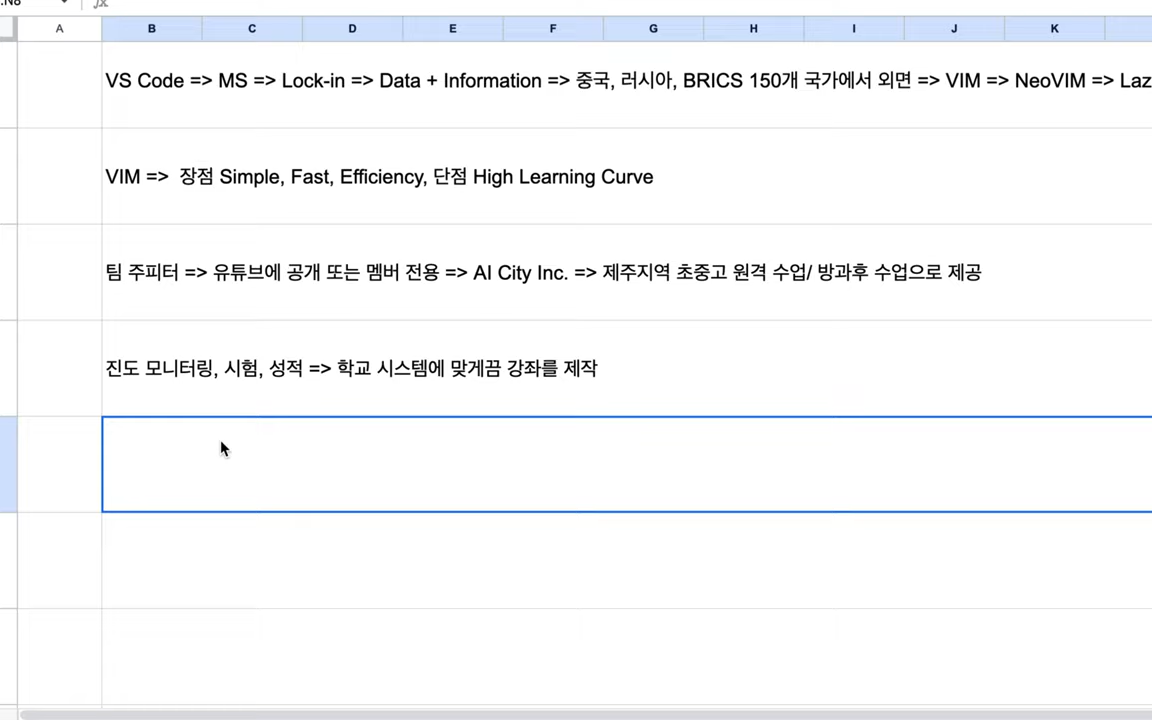 A B C D E F G H I J K
VS Code => MS => Lock-in => Data + Information => 중국, 러시아, BRICS 150개 국가에서 외면 => VIM => NeoVIM => Laz
VIM => 장점 Simple, Fast, Efficiency, 단점 High Learning Curve
팀 주피터 => 유튜브에 공개 또는 멤버 전용 => AI City Inc. => 제주지역 초중고 원격 수업/ 방과후 수업으로 제공
진도 모니터링, 시험, 성적 => 학교 시스템에 맞게끔 강좌를 제작